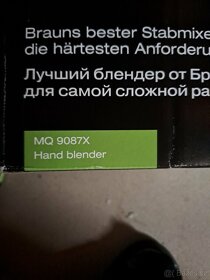 Brauns bester Stabmixe
die härtesten Anforderu
Лучший блендер от Бр
для самой сложной ра
MQ 9087X
Hand blender